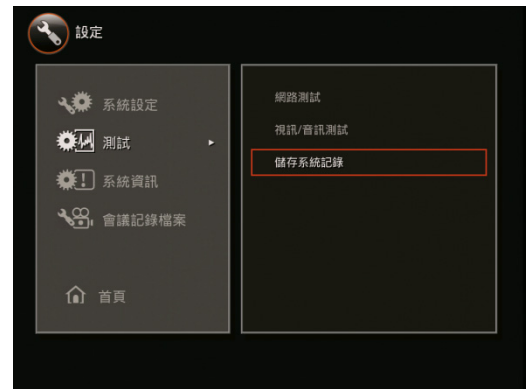 設定
系統設定
測試
系統資訊
會議記錄檔案
首頁
網路測試
視訊/音訊測試
儲存系統記錄